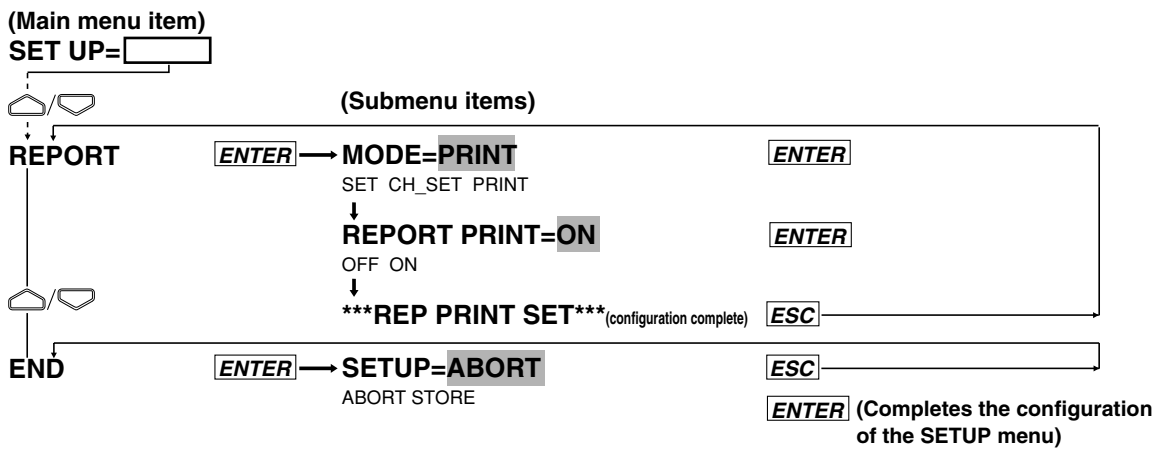 (Main menu item)
SET UP=
/
(Submenu items)
REPORT ENTER MODE=PRINT ENTER
SET CH_SET PRINT
REPORT PRINT=ON ENTER
OFF ON
/
***REP PRINT SET***(configuration complete) ESC
END ENTER SETUP=ABORT ESC
ABORT STORE
ENTER (Completes the configuration
of the SETUP menu)